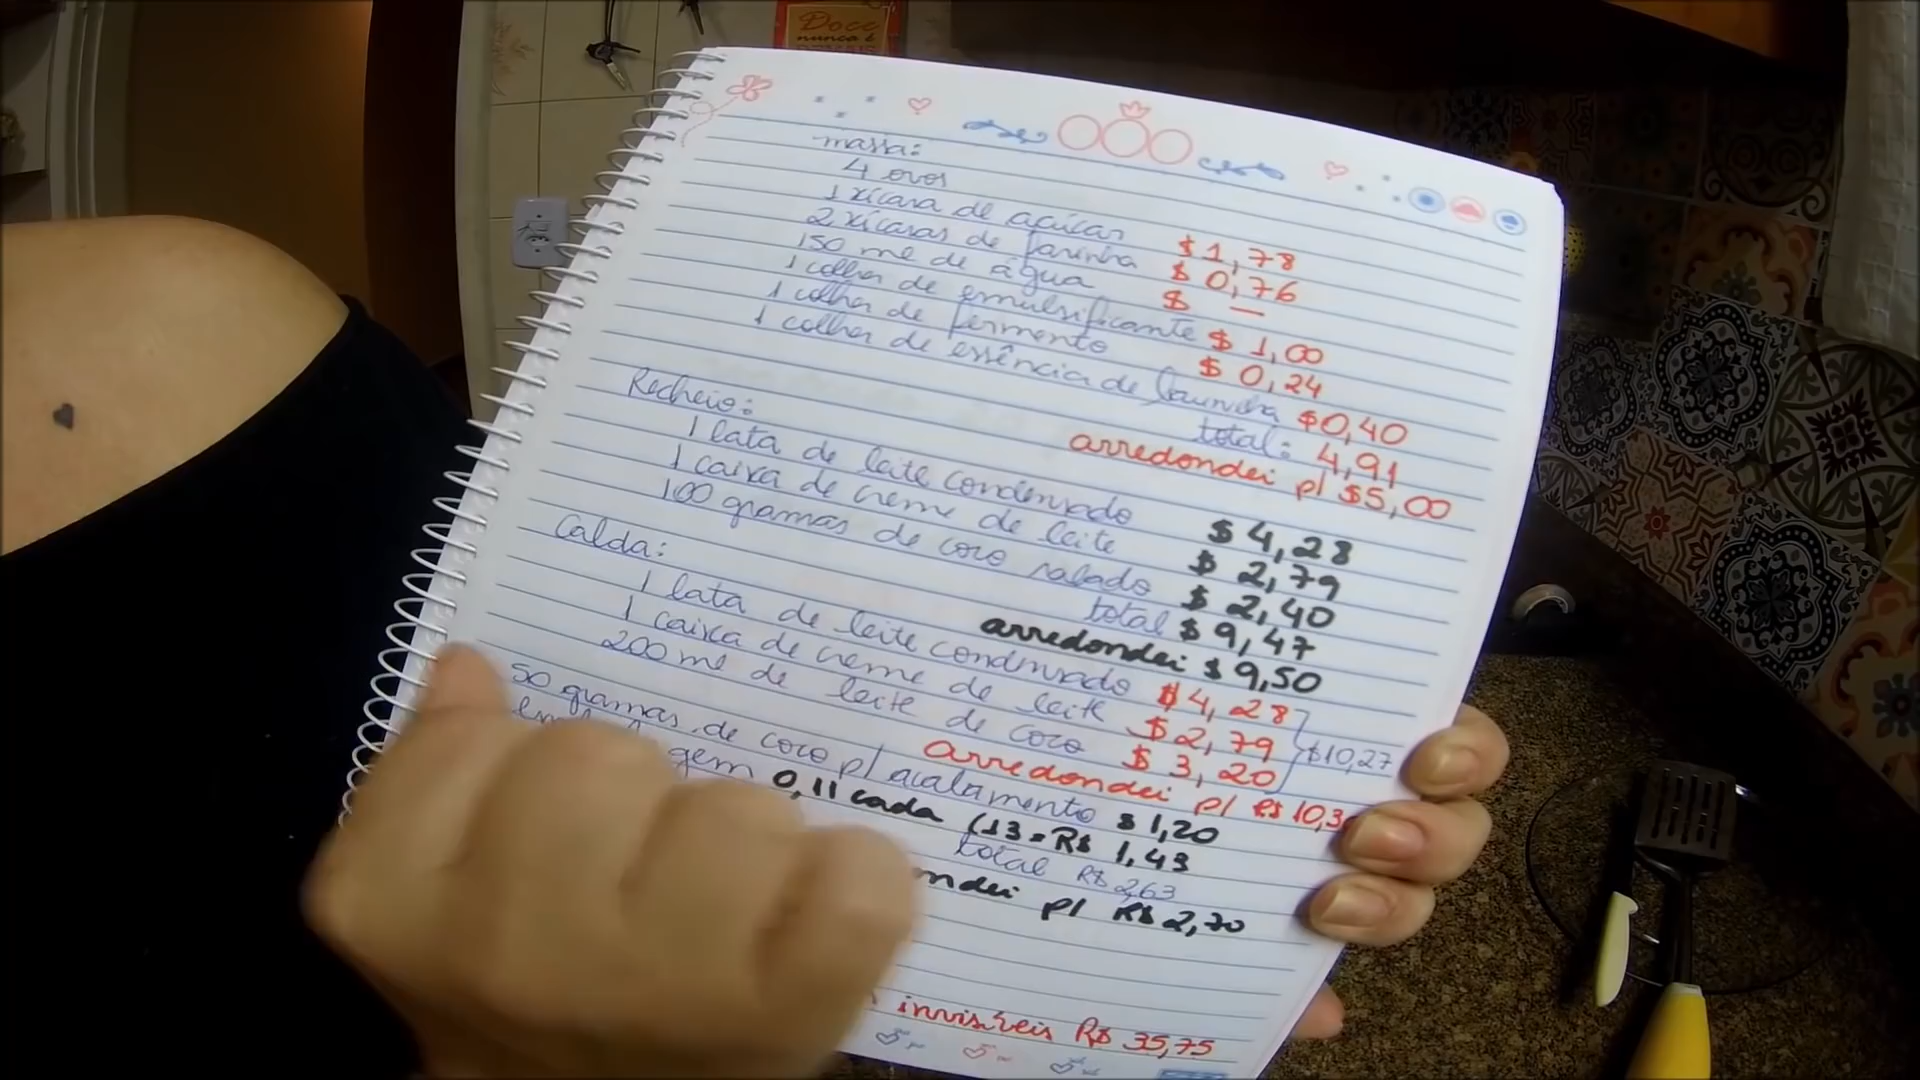 Doce
nunca é
massa:
4 ovos
1 xícara de açúcar $ 1,78
2 xícaras de farinha $ 0,76
150 ml de água $ —
1 colher de emulsificante $ 1,00
1 colher de fermento $ 0,24
1 colher de essência de baunilha $0,40
total: 4,91
arredondei p/ $5,00
Recheio:
1 lata de leite condensado $ 4,28
1 caixa de creme de leite $ 2,79
100 gramas de coco ralado $ 2,40
total $ 9,47
arredondei $ 9,50
Calda:
1 lata de leite condensado $ 4,28
1 caixa de creme de leite $ 2,79
200 ml de leite de coco $ 3,20
$10,27
arredondei p/ R$ 10,3
50 gramas de coco p/ acabamento $ 1,20
gem 0,11 cada (13 = R$ 1,43
total R$ 2,63
ndei p/ R$ 2,70
invisíveis R$ 35,75